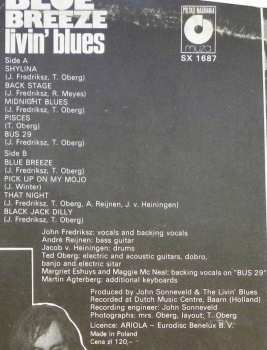 BLUE
BREEZE
livin' blues
POLSKIE NAGRANIA
muza
SX 1687
Side A
SHYLINA
(J. Fredriksz, T. Oberg)
BACK STAGE
(J. Fredriksz, R. Meyes)
MIDNIGHT BLUES
(J. Fredriksz, T. Oberg)
PISCES
(T. Oberg)
BUS 29
(J. Fredriksz, T. Oberg)
Side B
BLUE BREEZE
(J. Fredriksz, T. Oberg)
PICK UP ON MY MOJO
(J. Winter)
THAT NIGHT
(J. Fredriksz, T. Oberg, A. Reijnen, J. v. Heiningen)
BLACK JACK DILLY
(J. Fredriksz, T. Oberg)
John Fredriksz: vocals and backing vocals
André Reijnen: bass guitar
Jacob v. Heiningen: drums
Ted Oberg: electric and acoustic guitars, dobro,
banjo and electric sitar
Margriet Eshuys and Maggie Mc Neal: backing vocals on "BUS 29"
Martin Agterberg: additional keyboards
Produced by John Sonneveld & The Livin' Blues
Recorded at Dutch Music Centre, Baarn (Holland)
Recording engineer: John Sonneveld
Photographs: mrs. Oberg, layout: T. Oberg
Licence: ARIOLA – Eurodisc Benelux B. V.
Made in Poland
Cena zł 120,—